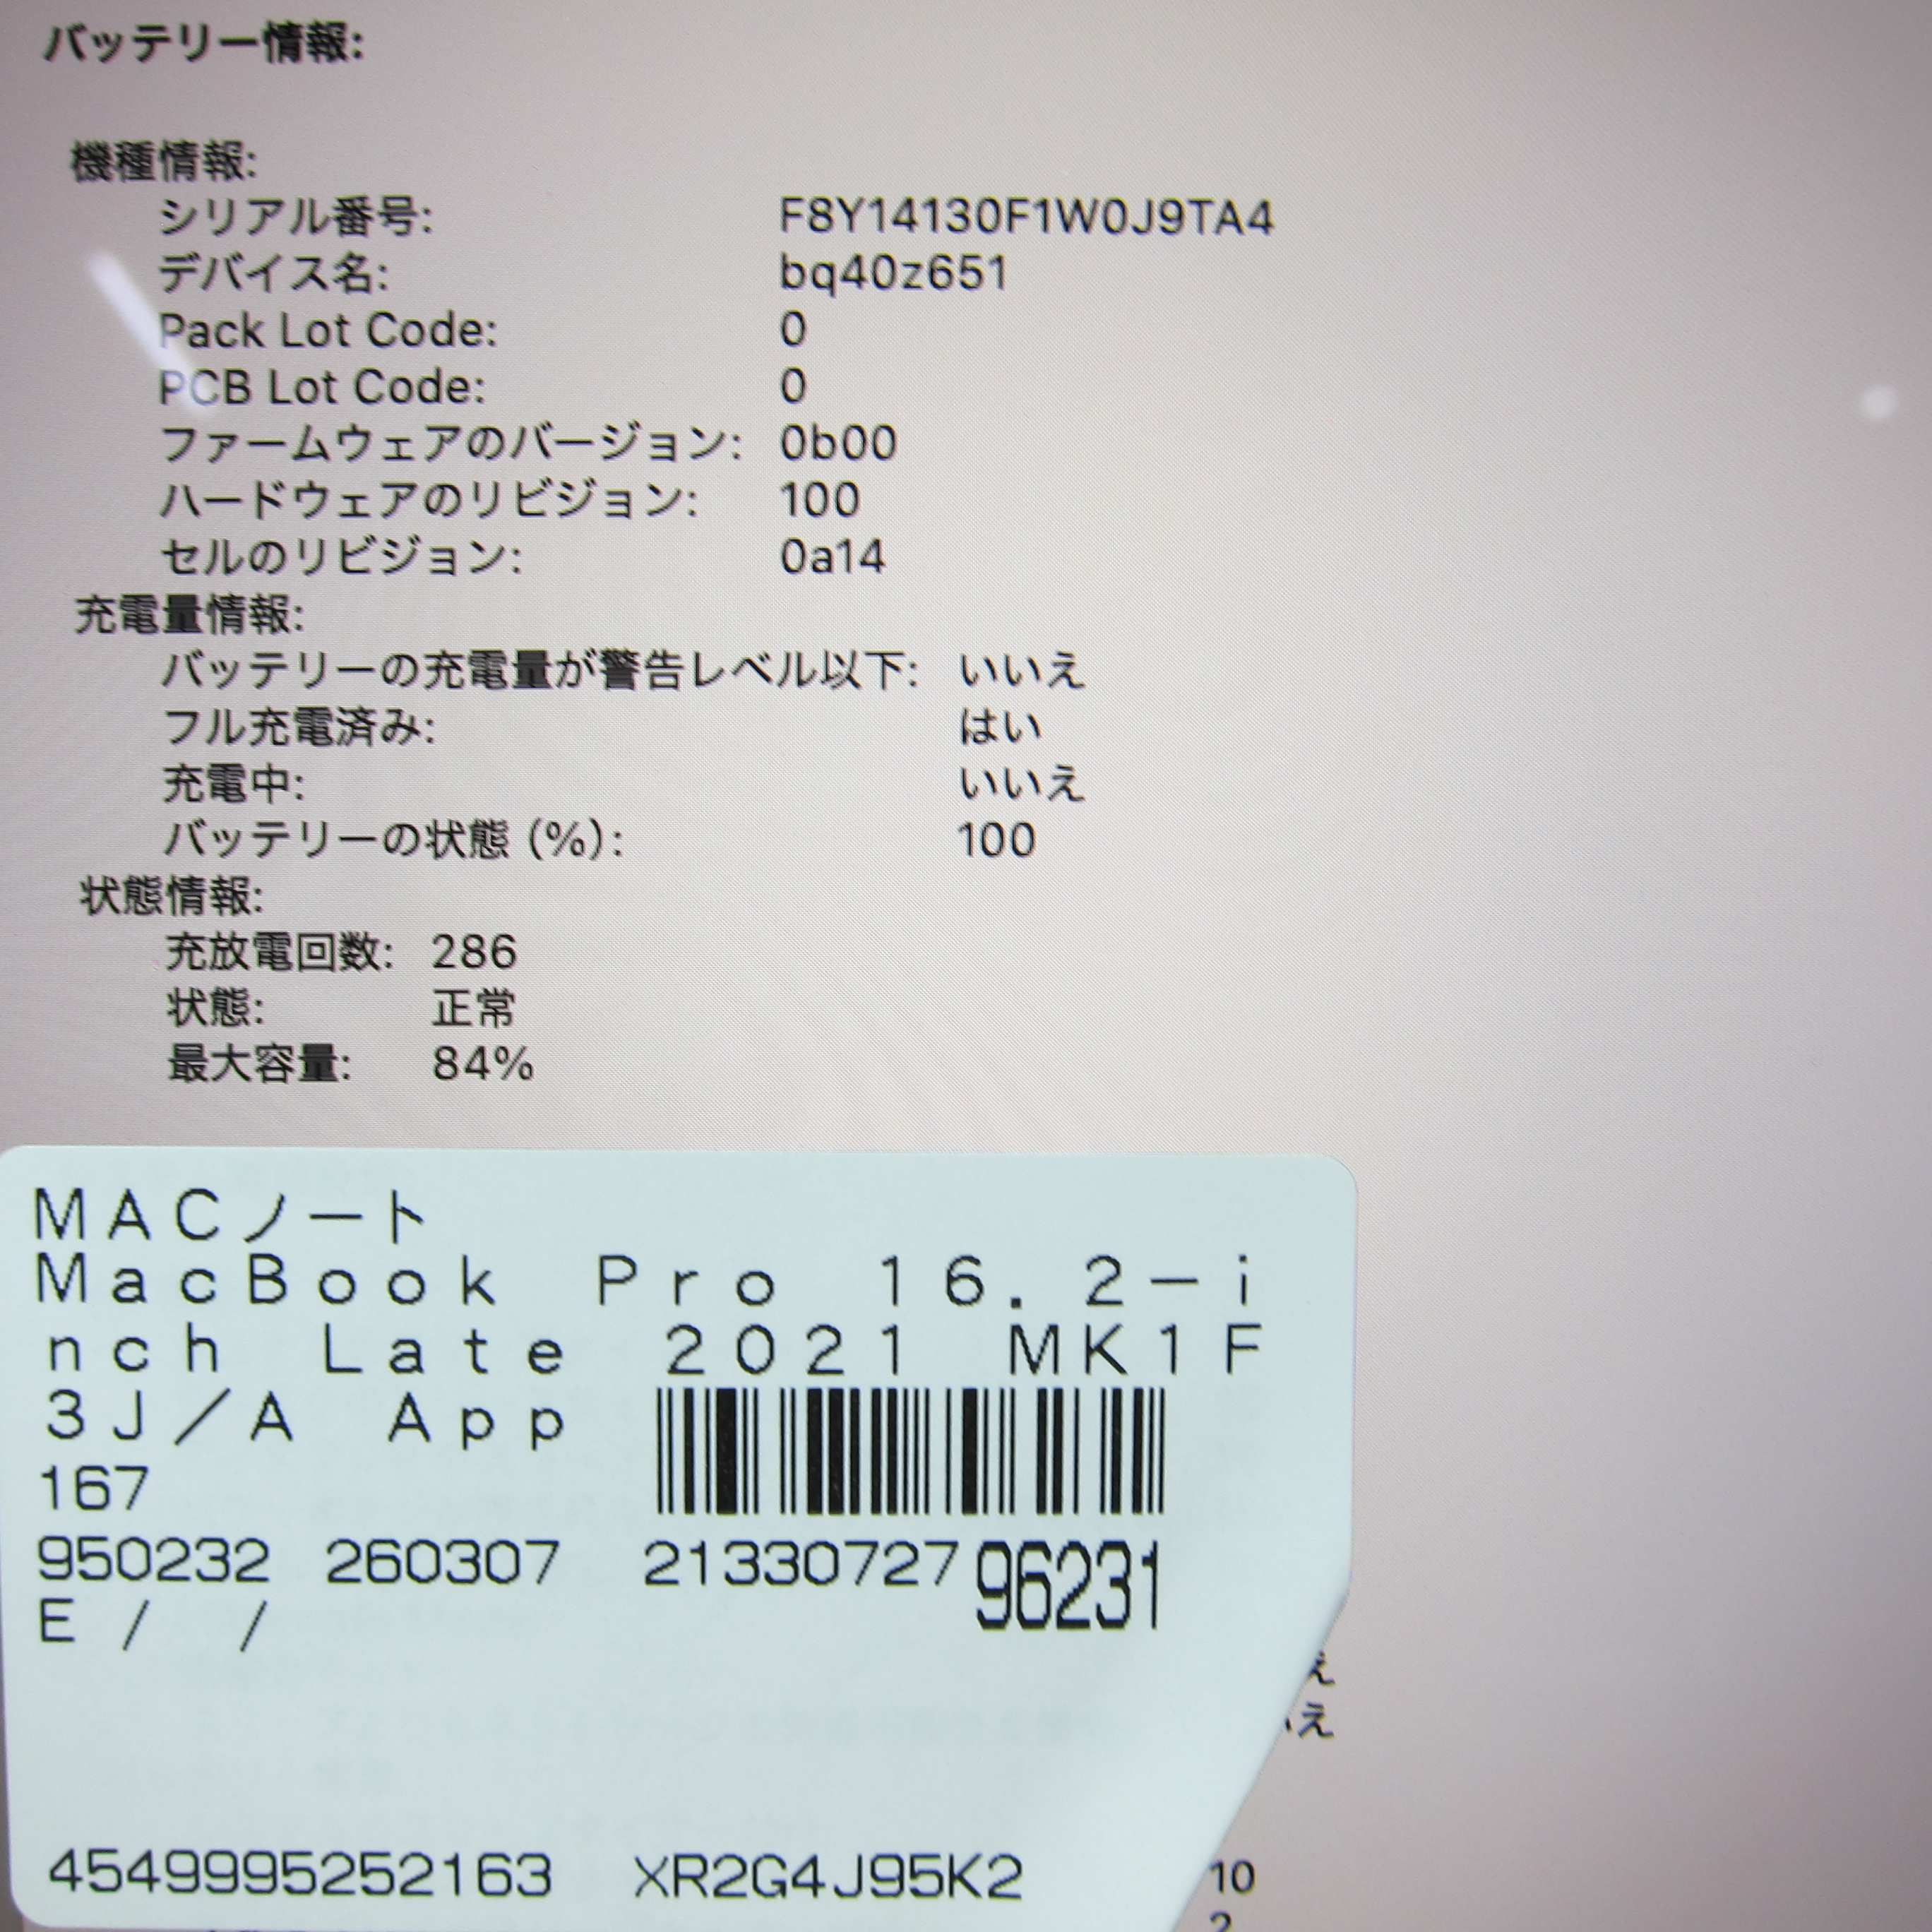 バッテリー情報:
機種情報:
シリアル番号: F8Y14130F1W0J9TA4
デバイス名: bq40z651
Pack Lot Code: 0
PCB Lot Code: 0
ファームウェアのバージョン: 0b00
ハードウェアのリビジョン: 100
セルのリビジョン: 0a14
充電量情報:
バッテリーの充電量が警告レベル以下: いいえ
フル充電済み: はい
充電中: いいえ
バッテリーの状態 (%): 100
状態情報:
充放電回数: 286
状態: 正常
最大容量: 84%
MACノート
MacBook Pro 16.2-i
nch Late 2021 MK1F
3J/A App
167
950232 260307 21330727 96231
E / /
え
いえ
4549995252163 XR2G4J95K2
10
2